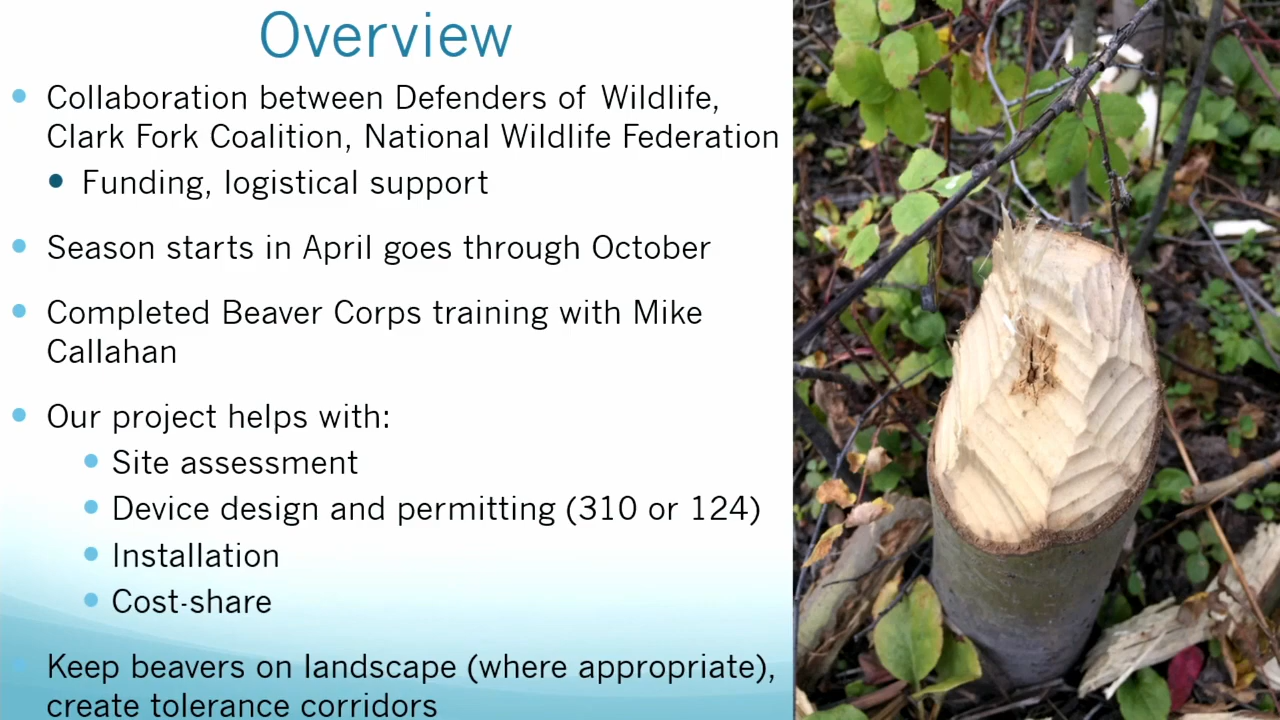 Overview
Collaboration between Defenders of Wildlife,
Clark Fork Coalition, National Wildlife Federation
Funding, logistical support
Season starts in April goes through October
Completed Beaver Corps training with Mike
Callahan
Our project helps with:
Site assessment
Device design and permitting (310 or 124)
Installation
Cost-share
Keep beavers on landscape (where appropriate),
create tolerance corridors